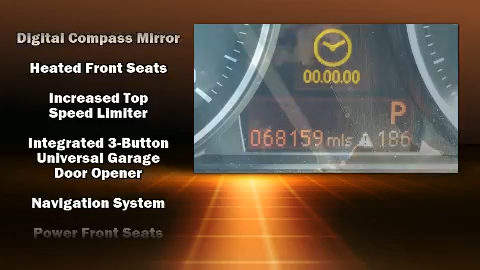 Digital Compass Mirror
Heated Front Seats
Increased Top
Speed Limiter
Integrated 3-Button
Universal Garage
Door Opener
Navigation System
Power Front Seats
00.00.00
P
068159 mls 186